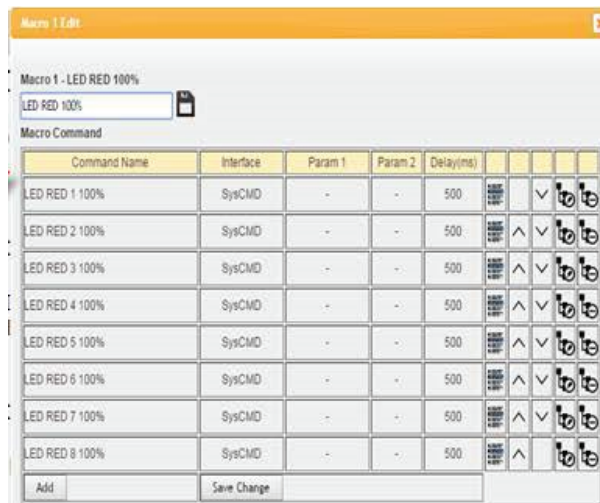 Macro 1 Edit
Macro 1 - LED RED 100%
LED RED 100%
Macro Command
Command Name Interface Param 1 Param 2 Delay(ms)
LED RED 1 100% SysCMD - - 500
LED RED 2 100% SysCMD - - 500
LED RED 3 100% SysCMD - - 500
LED RED 4 100% SysCMD - - 500
LED RED 5 100% SysCMD - - 500
LED RED 6 100% SysCMD - - 500
LED RED 7 100% SysCMD - - 500
LED RED 8 100% SysCMD - - 500
Add Save Change